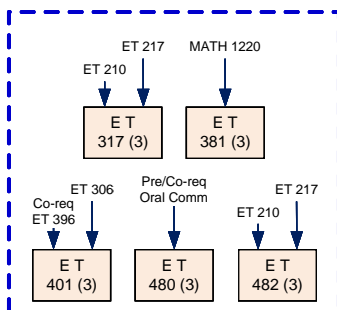 ET 217
MATH 1220
ET 210
E T
317 (3)
E T
381 (3)
Pre/Co-req
Oral Comm
ET 306
Co-req
ET 396
ET 217
ET 210
E T
401 (3)
E T
480 (3)
E T
482 (3)